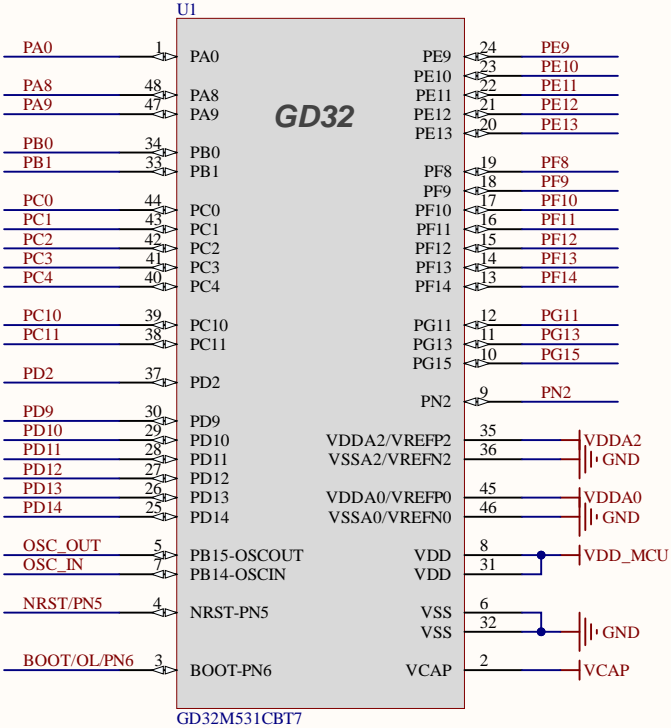 U1
PA0 1 PA0 PE9 24 PE9
PE10 23 PE10
PA8 48 PA8 PE11 22 PE11
PA9 47 PA9 GD32 PE12 21 PE12
PE13 20 PE13
PB0 34 PB0
PB1 33 PB1 PF8 19 PF8
PF9 18 PF9
PC0 44 PC0 PF10 17 PF10
PC1 43 PC1 PF11 16 PF11
PC2 42 PC2 PF12 15 PF12
PC3 41 PC3 PF13 14 PF13
PC4 40 PC4 PF14 13 PF14
PC10 39 PC10 PG11 12 PG11
PC11 38 PC11 PG13 11 PG13
PG15 10 PG15
PD2 37 PD2
PN2 9 PN2
PD9 30 PD9
PD10 29 PD10 VDDA2/VREFP2 35 VDDA2
PD11 28 PD11 VSSA2/VREFN2 36 GND
PD12 27 PD12
PD13 26 PD13 VDDA0/VREFP0 45 VDDA0
PD14 25 PD14 VSSA0/VREFN0 46 GND
OSC_OUT 5 PB15-OSCOUT VDD 8 VDD_MCU
OSC_IN 7 PB14-OSCIN VDD 31
NRST/PN5 4 NRST-PN5 VSS 6
VSS 32 GND
BOOT/OL/PN6 3 BOOT-PN6 VCAP 2 VCAP
GD32M531CBT7